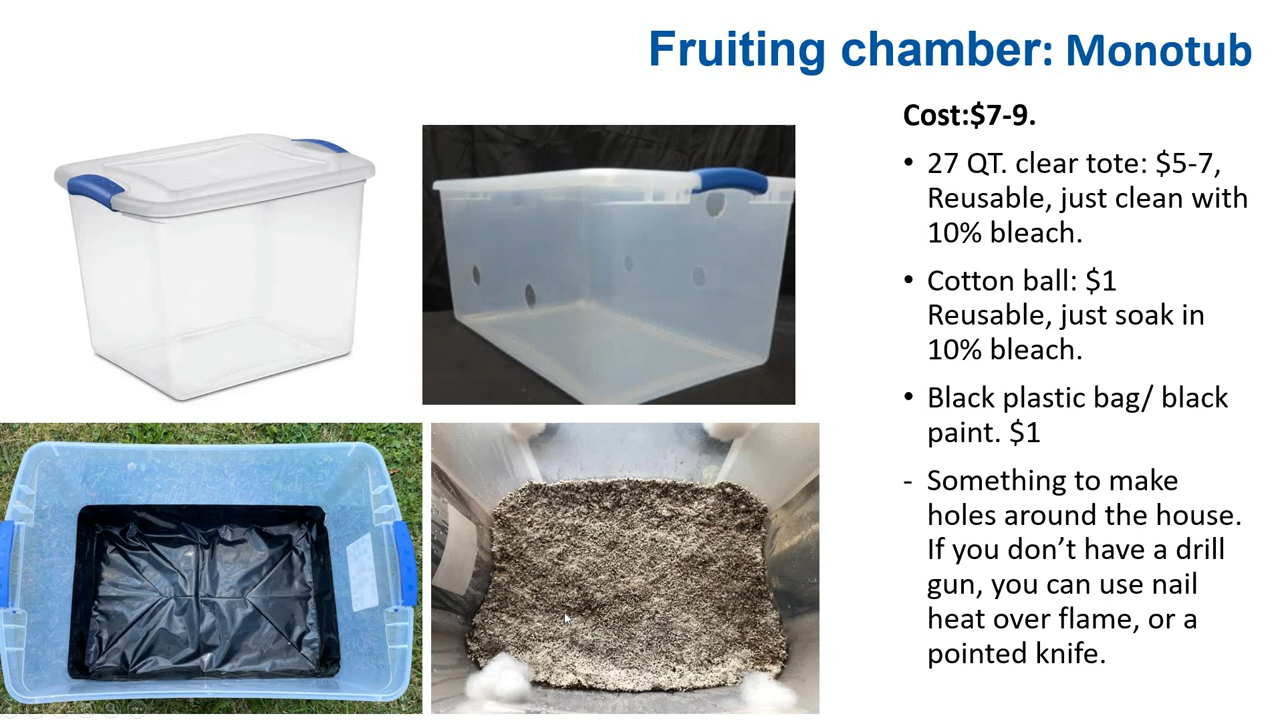 Fruiting chamber: Monotub
Cost:$7-9.
• 27 QT. clear tote: $5-7,
Reusable, just clean with
10% bleach.
• Cotton ball: $1
Reusable, just soak in
10% bleach.
• Black plastic bag/ black
paint. $1
- Something to make
holes around the house.
If you don’t have a drill
gun, you can use nail
heat over flame, or a
pointed knife.